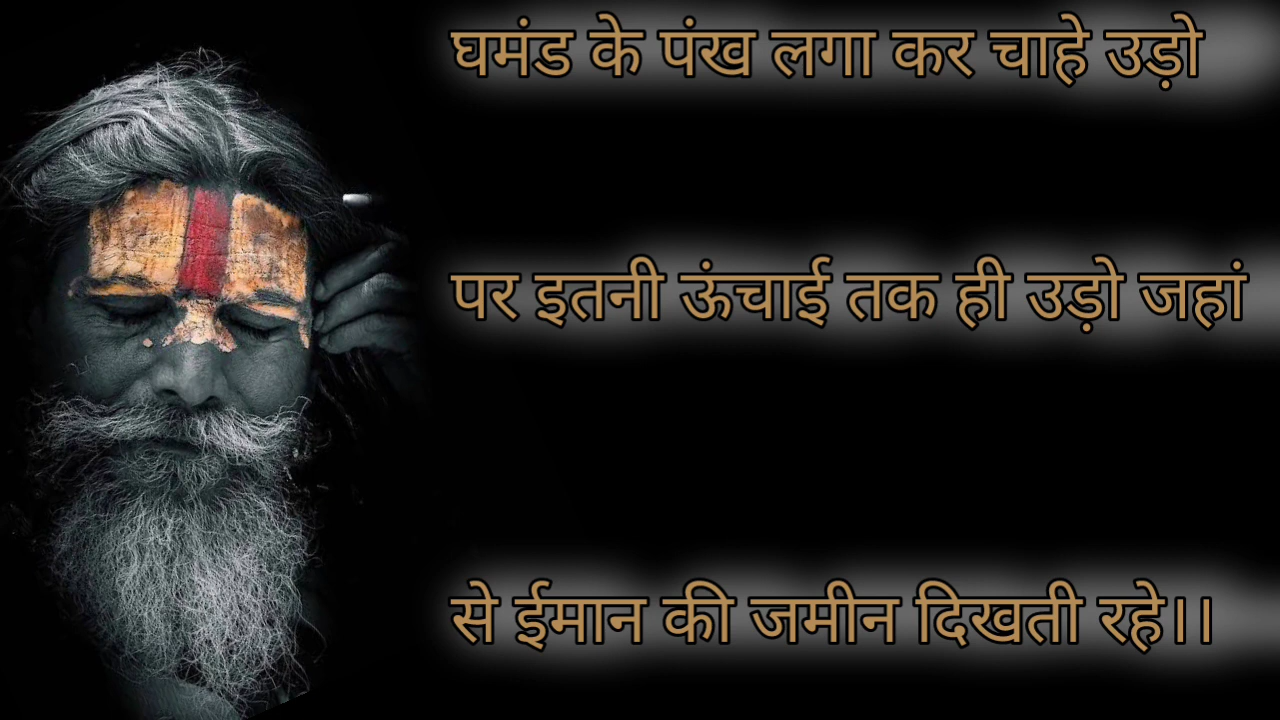 घमंड के पंख लगा कर चाहे उड़ो
पर इतनी ऊंचाई तक ही उड़ो जहां
से ईमान की जमीन दिखती रहे।।